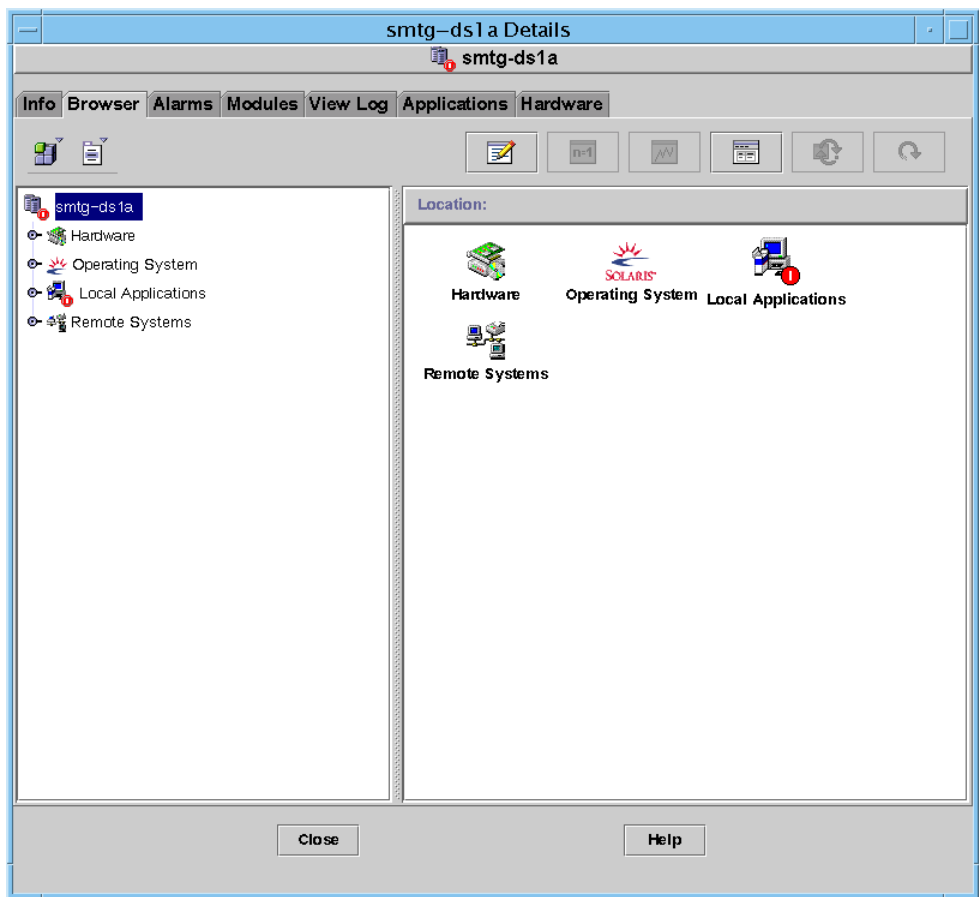 smtg-ds1a Details
smtg-ds1a
Info Browser Alarms Modules View Log Applications Hardware
n=1
smtg-ds1a
Hardware
Operating System
Local Applications
Remote Systems
Location:
Hardware
SOLARIS
Operating System
Local Applications
Remote Systems
Close
Help